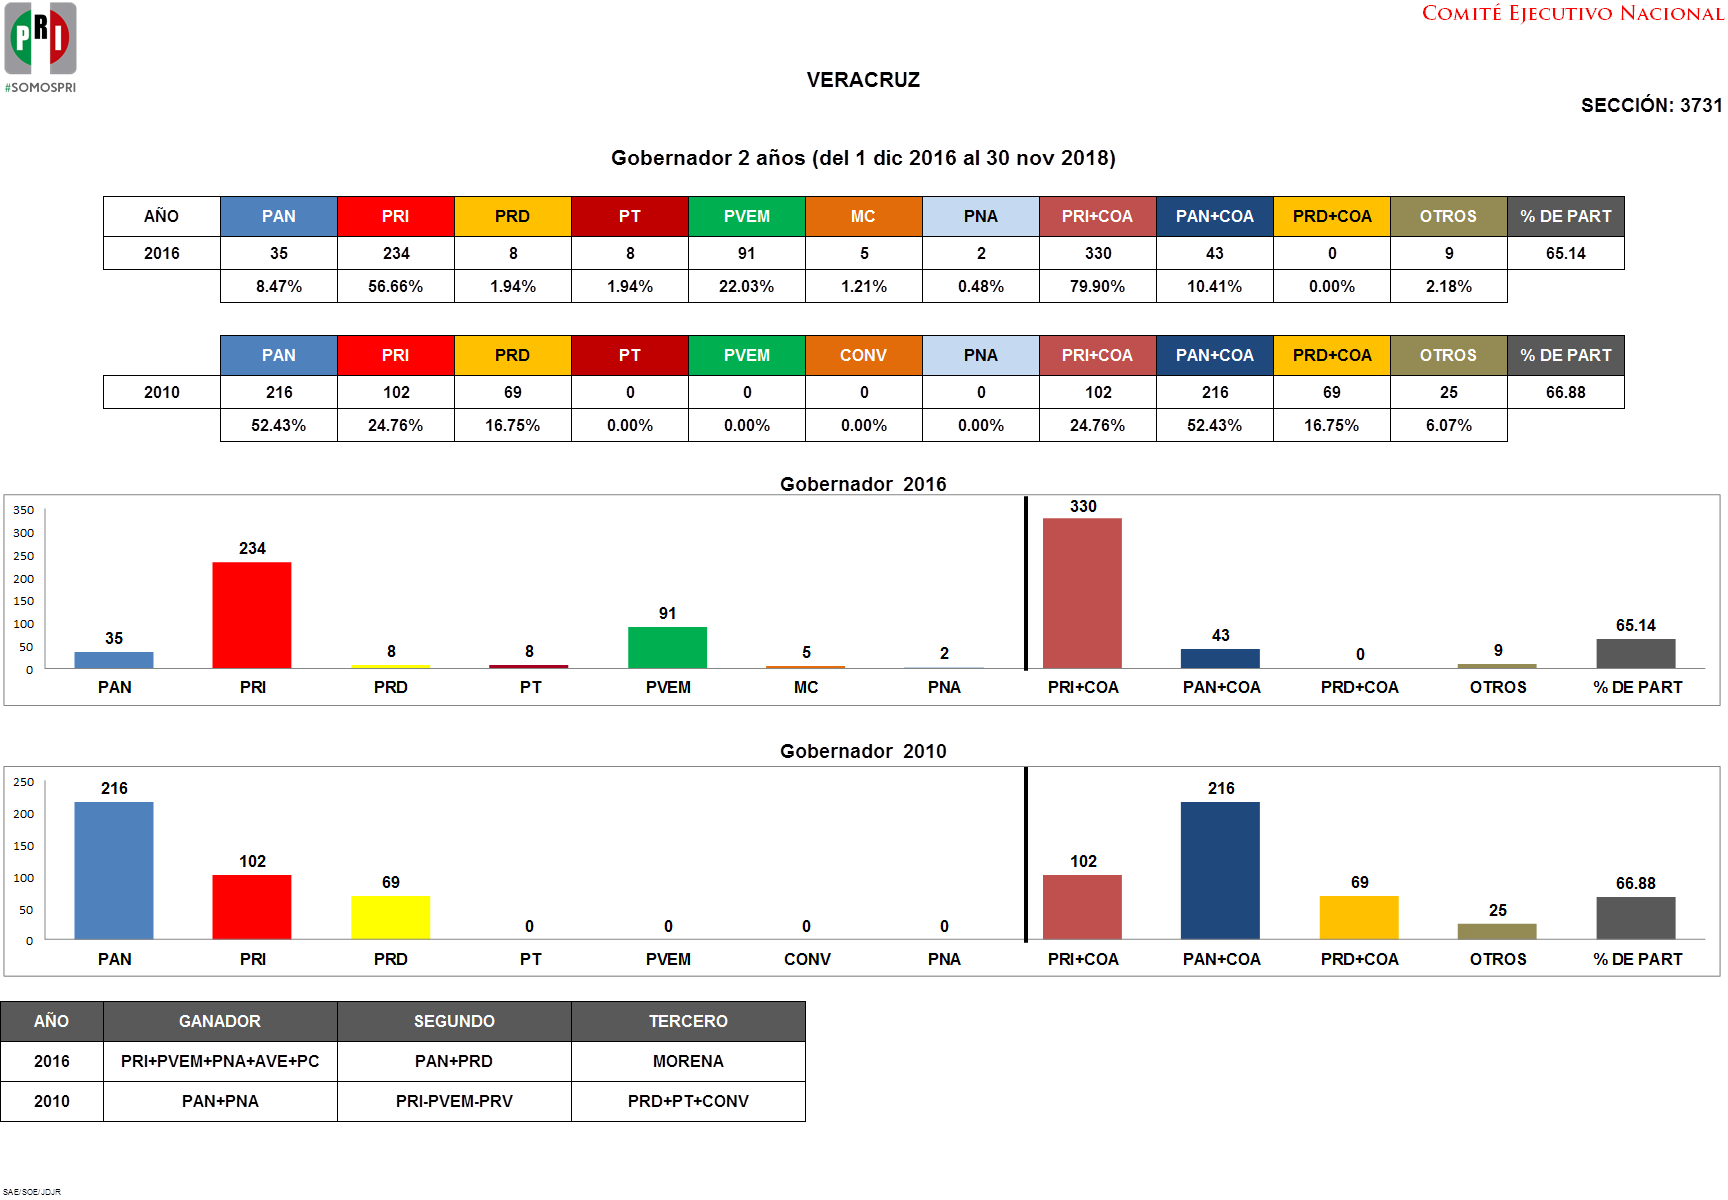 PRI
#SOMOSPRI
COMITÉ EJECUTIVO NACIONAL
VERACRUZ
SECCIÓN: 3731
Gobernador 2 años (del 1 dic 2016 al 30 nov 2018)
AÑO PAN PRI PRD PT PVEM MC PNA PRI+COA PAN+COA PRD+COA OTROS % DE PART
2016 35 234 8 8 91 5 2 330 43 0 9 65.14
8.47% 56.66% 1.94% 1.94% 22.03% 1.21% 0.48% 79.90% 10.41% 0.00% 2.18%
PAN PRI PRD PT PVEM CONV PNA PRI+COA PAN+COA PRD+COA OTROS % DE PART
2010 216 102 69 0 0 0 0 102 216 69 25 66.88
52.43% 24.76% 16.75% 0.00% 0.00% 0.00% 0.00% 24.76% 52.43% 16.75% 6.07%
Gobernador 2016
350
300
250
200
150
100
50
0
35 234 8 8 91 5 2 330 43 0 9 65.14
PAN PRI PRD PT PVEM MC PNA PRI+COA PAN+COA PRD+COA OTROS % DE PART
Gobernador 2010
250
200
150
100
50
0
216 102 69 0 0 0 0 102 216 69 25 66.88
PAN PRI PRD PT PVEM CONV PNA PRI+COA PAN+COA PRD+COA OTROS % DE PART
AÑO GANADOR SEGUNDO TERCERO
2016 PRI+PVEM+PNA+AVE+PC PAN+PRD MORENA
2010 PAN+PNA PRI-PVEM-PRV PRD+PT+CONV
SAE/SOE/JDJR